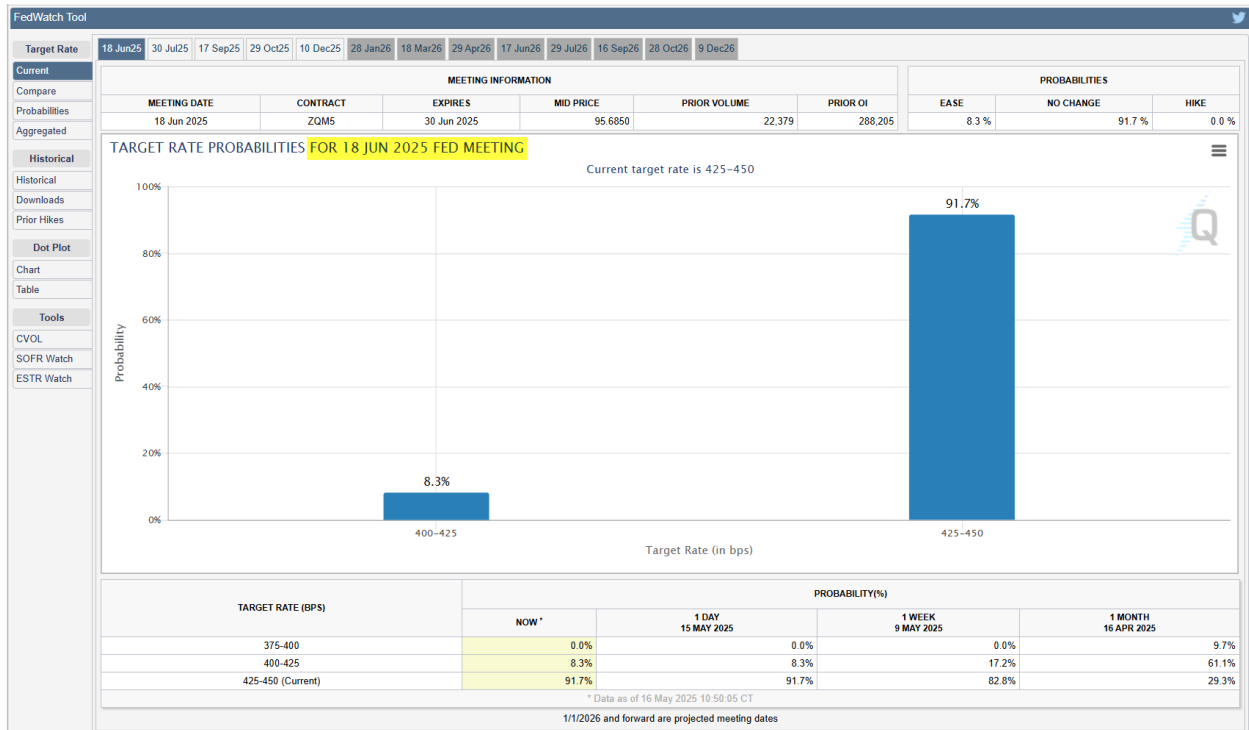 FedWatch Tool
Target Rate
Current
Compare
Probabilities
Aggregated
Historical
Historical
Downloads
Prior Hikes
Dot Plot
Chart
Table
Tools
CVOL
SOFR Watch
ESTR Watch
18 Jun25 30 Jul25 17 Sep25 29 Oct25 10 Dec25 28 Jan26 18 Mar26 29 Apr26 17 Jun26 29 Jul26 16 Sep26 28 Oct26 9 Dec26
MEETING INFORMATION
MEETING DATE CONTRACT EXPIRES MID PRICE PRIOR VOLUME PRIOR OI
18 Jun 2025 ZQM5 30 Jun 2025 95.6850 22,379 288,205
PROBABILITIES
EASE NO CHANGE HIKE
8.3 % 91.7 % 0.0 %
TARGET RATE PROBABILITIES FOR 18 JUN 2025 FED MEETING
Current target rate is 425-450
Probability
100%
80%
60%
40%
20%
0%
8.3%
91.7%
Q
400-425 425-450
Target Rate (in bps)
TARGET RATE (BPS) PROBABILITY(%)
NOW * 1 DAY 1 WEEK 1 MONTH
15 MAY 2025 9 MAY 2025 16 APR 2025
375-400 0.0% 0.0% 0.0% 9.7%
400-425 8.3% 8.3% 17.2% 61.1%
425-450 (Current) 91.7% 91.7% 82.8% 29.3%
* Data as of 16 May 2025 10:50:05 CT
1/1/2026 and forward are projected meeting dates